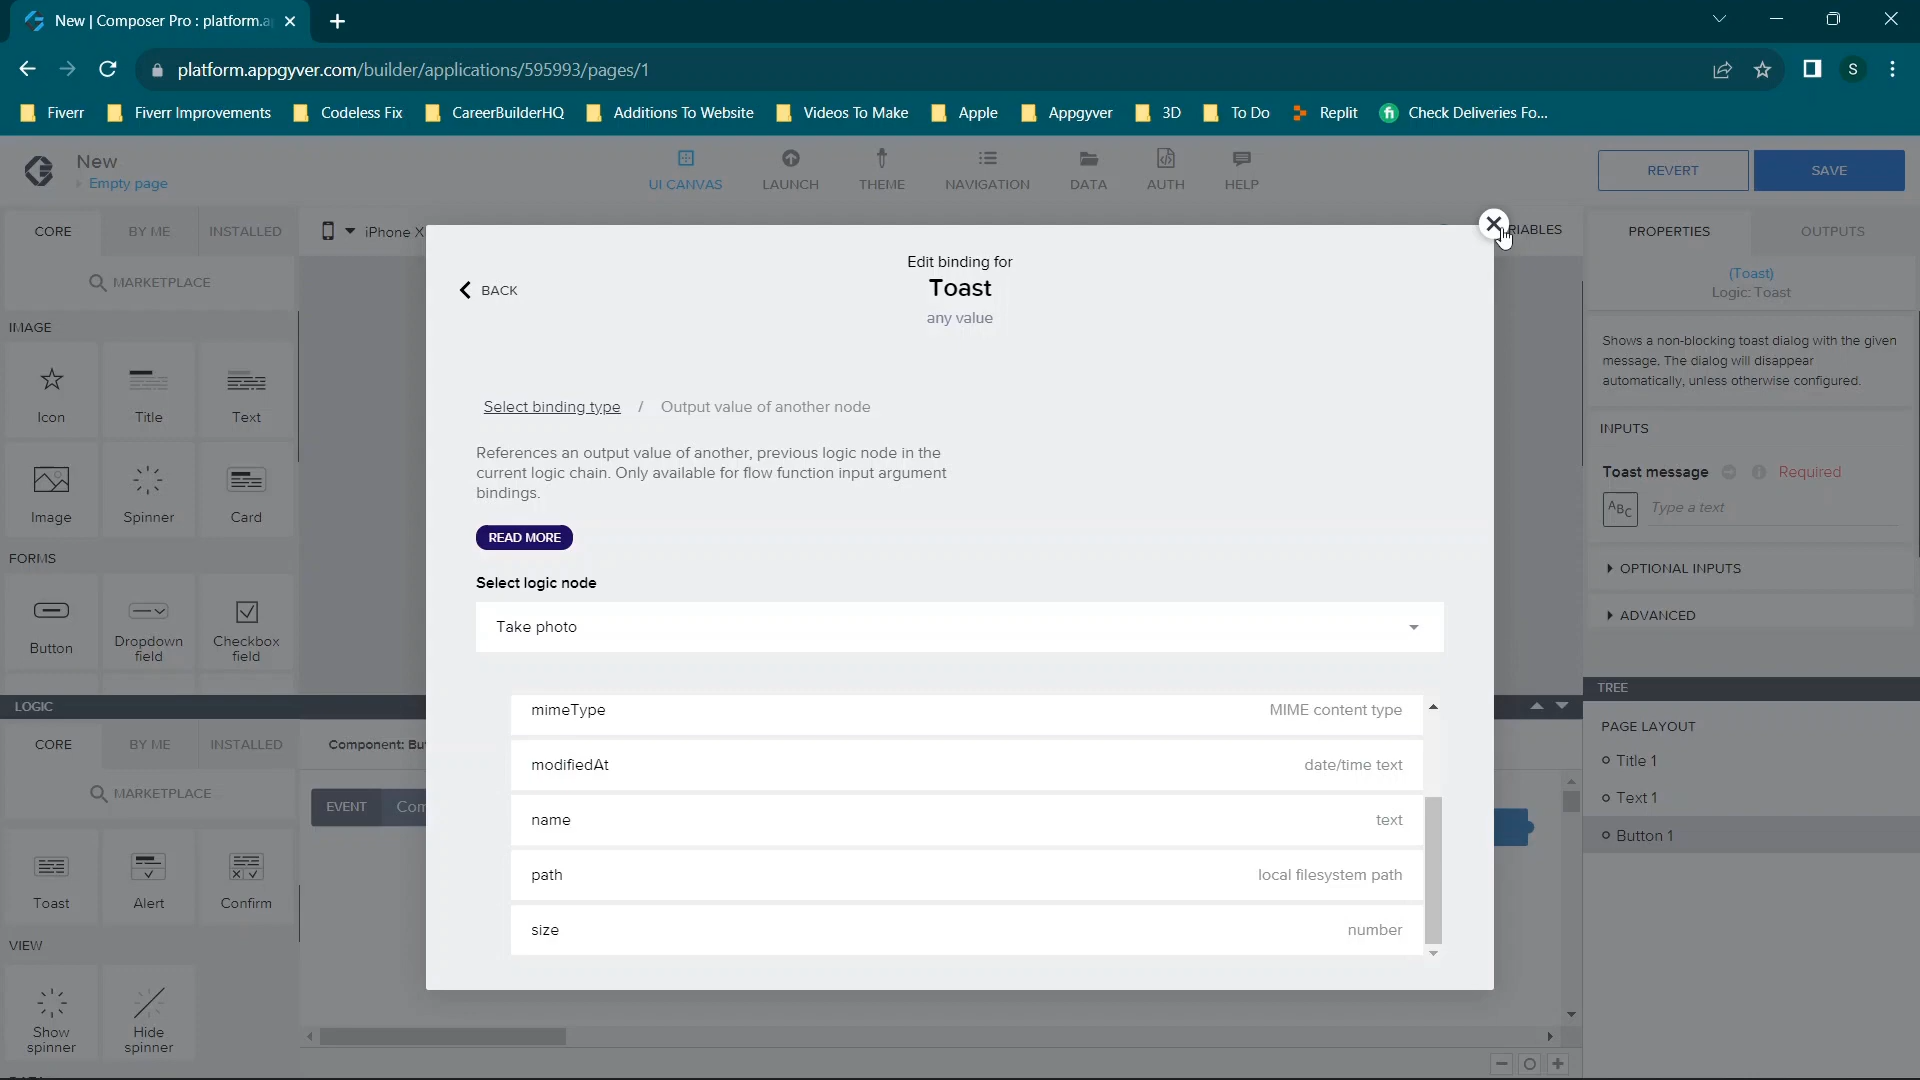 New | Composer Pro : platform.a
platform.appgyver.com/builder/applications/595993/pages/1
S
Fiverr
Fiverr Improvements
Codeless Fix
CareerBuilderHQ
Additions To Website
Videos To Make
Apple
Appgyver
3D
To Do
Replit
Check Deliveries Fo...
New
Empty page
UI CANVAS
LAUNCH
THEME
NAVIGATION
DATA
AUTH
HELP
REVERT
SAVE
CORE
BY ME
INSTALLED
iPhone X
RIABLES
PROPERTIES
OUTPUTS
MARKETPLACE
IMAGE
Icon
Title
Text
Image
Spinner
Card
FORMS
Button
Dropdown field
Checkbox field
Edit binding for
BACK
Toast
any value
Select binding type / Output value of another node
References an output value of another, previous logic node in the
current logic chain. Only available for flow function input argument
bindings.
READ MORE
Select logic node
Take photo
mimeType
MIME content type
modifiedAt
date/time text
name
text
path
local filesystem path
size
number
(Toast)
Logic: Toast
Shows a non-blocking toast dialog with the given
message. The dialog will disappear
automatically, unless otherwise configured.
INPUTS
Toast message
Required
ABC
Type a text
OPTIONAL INPUTS
ADVANCED
TREE
PAGE LAYOUT
Title 1
Text 1
Button 1
LOGIC
CORE
BY ME
INSTALLED
Component: Bu
MARKETPLACE
EVENT
Com
Toast
Alert
Confirm
VIEW
Show spinner
Hide spinner